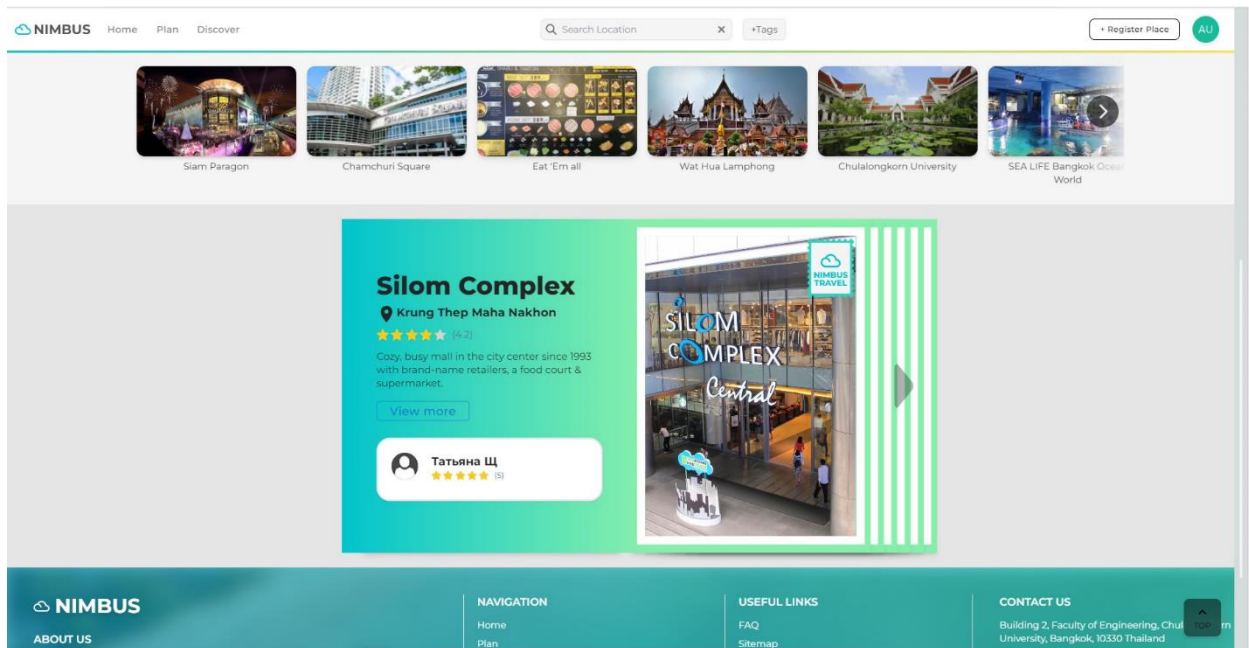 NIMBUS
Home
Plan
Discover
Search Location
+Tags
+ Register Place
AU
Siam Paragon
Chamchuri Square
Eat 'Em all
Wat Hua Lamphong
Chulalongkorn University
SEA LIFE Bangkok Ocean
World
Silom Complex
Krung Thep Maha Nakhon
(4.2)
Cozy, busy mall in the city center since 1993
with brand-name retailers, a food court &
supermarket.
View more
Татьяна Щ
(5)
NIMBUS
TRAVEL
SILOM
COMPLEX
Central
NIMBUS
ABOUT US
NAVIGATION
Home
Plan
USEFUL LINKS
FAQ
Sitemap
CONTACT US
Building 2, Faculty of Engineering,
University, Bangkok, 10330 Thailand
TOP